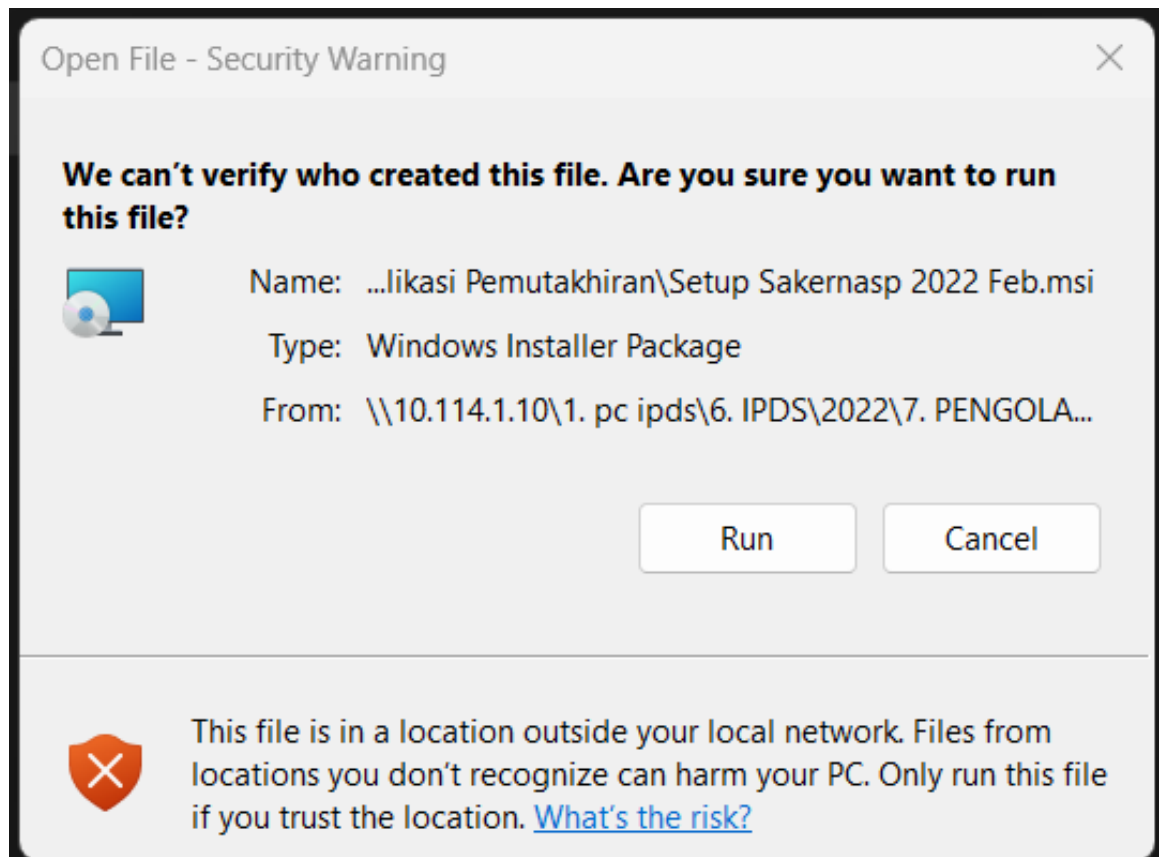 Open File - Security Warning
We can’t verify who created this file. Are you sure you want to run
this file?
Name: ...likasi Pemutakhiran\Setup Sakernasp 2022 Feb.msi
Type: Windows Installer Package
From: \\10.114.1.10\1. pc ipds\6. IPDS\2022\7. PENGOLA...
Run Cancel
This file is in a location outside your local network. Files from
locations you don’t recognize can harm your PC. Only run this file
if you trust the location. What’s the risk?